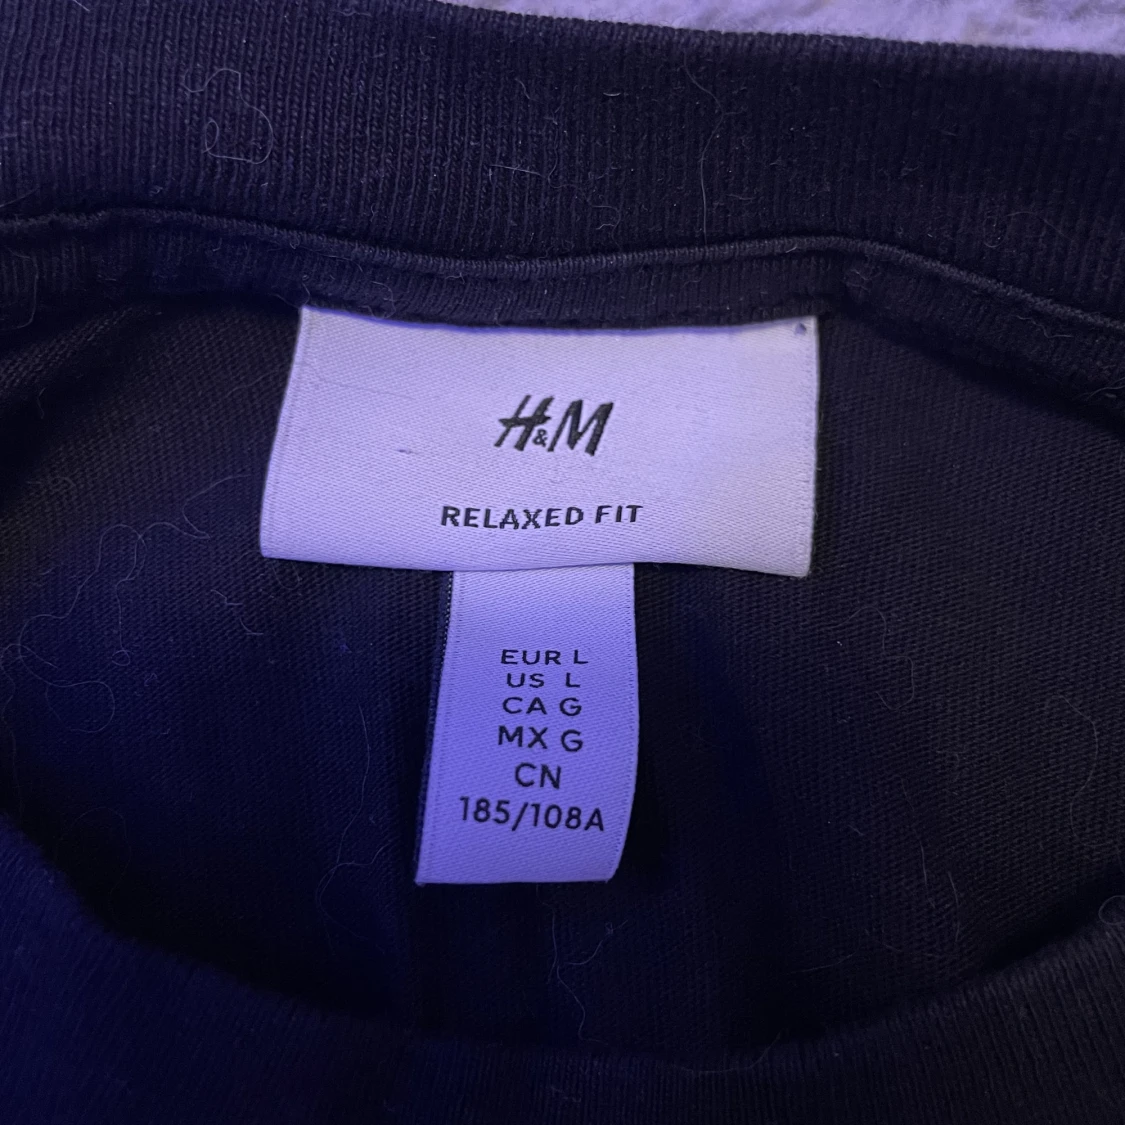 H&M
RELAXED FIT
EUR L
US L
CA G
MX G
CN
185/108A